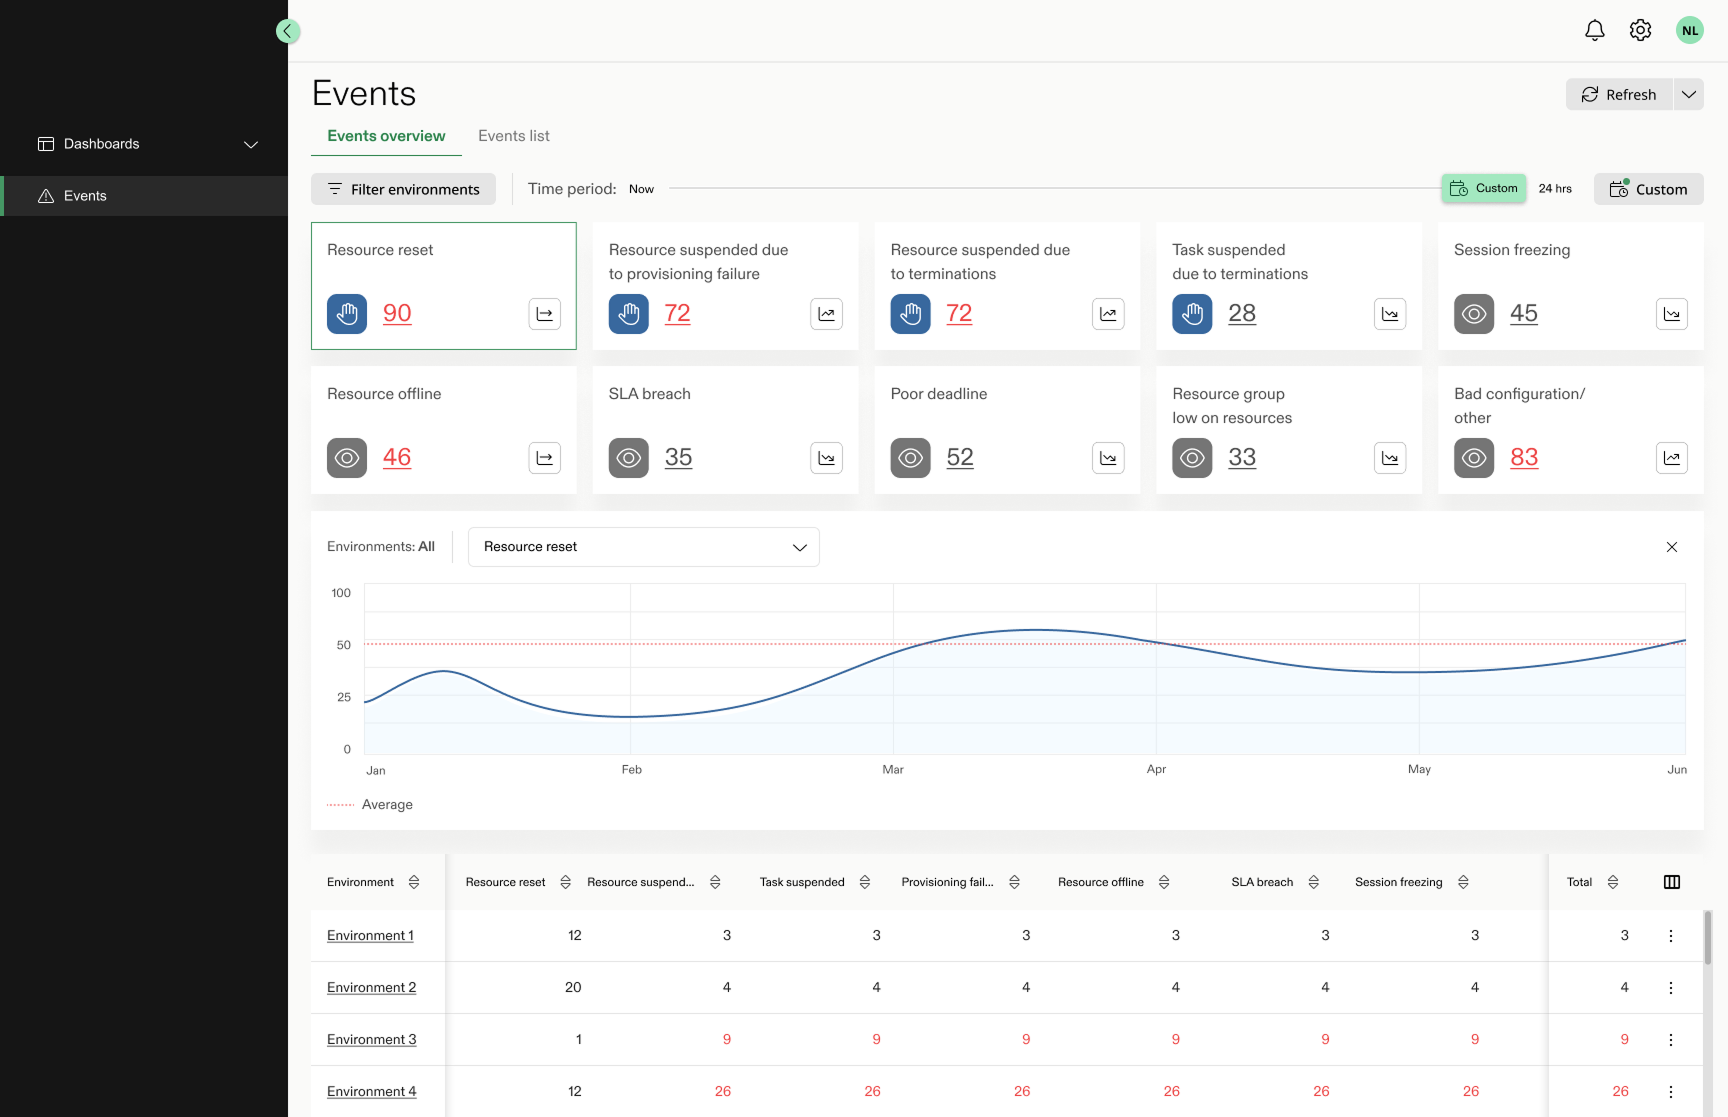 NL
Dashboards
Events
Events
Refresh
Events overview
Events list
Filter environments
Time period:
Now
Custom
24 hrs
Custom
Resource reset
90
Resource suspended due
to provisioning failure
72
Resource suspended due
to terminations
72
Task suspended
due to terminations
28
Session freezing
45
Resource offline
46
SLA breach
35
Poor deadline
52
Resource group
low on resources
33
Bad configuration/
other
83
Environments: All
Resource reset
100
50
25
0
Jan
Feb
Mar
Apr
May
Jun
Average
Environment
Resource reset
Resource suspend...
Task suspended
Provisioning fail...
Resource offline
SLA breach
Session freezing
Total
Environment 1
12
3
3
3
3
3
3
3
Environment 2
20
4
4
4
4
4
4
4
Environment 3
1
9
9
9
9
9
9
9
Environment 4
12
26
26
26
26
26
26
26